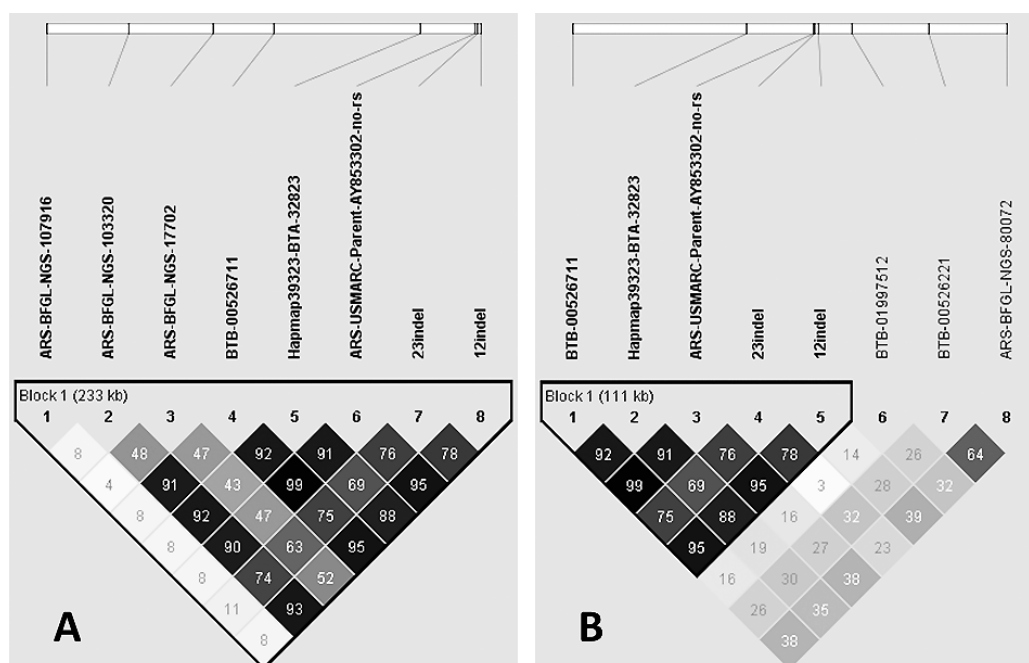 ARS-BFGL-NGS-107916
ARS-BFGL-NGS-103320
ARS-BFGL-NGS-17702
BTB-00526711
Hapmap39323-BTA-32823
ARS-USMARC-Parent-AY853302-no-rs
23indel
12indel
Block 1 (233 kb)
1 2 3 4 5 6 7 8
8 48 47 92 91 76 78
4 91 43 99 69 95
8 92 47 75 88
8 90 63 95
8 74 52
11 93
8
A
BTB-00526711
Hapmap39323-BTA-32823
ARS-USMARC-Parent-AY853302-no-rs
23indel
12indel
BTB-01997512
BTB-00526221
ARS-BFGL-NGS-80072
Block 1 (111 kb)
1 2 3 4 5 6 7 8
92 91 76 78 14 26 64
99 69 95 3 28 32
75 88 16 32 39
95 19 27 23
16 30 38
26 35
38
B